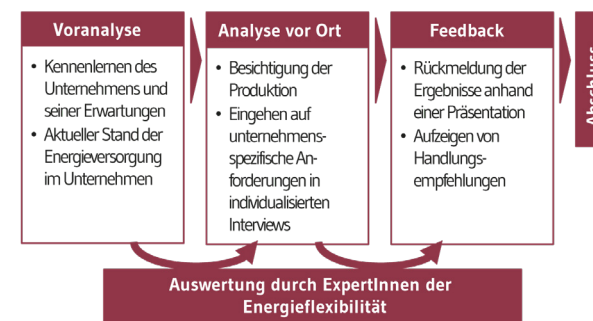 Voranalyse
• Kennenlernen des
Unternehmens und
seiner Erwartungen
• Aktueller Stand der
Energieversorgung
im Unternehmen
Analyse vor Ort
• Besichtigung der
Produktion
• Eingehen auf
unternehmens-
spezifische An-
forderungen in
individualisierten
Interviews
Feedback
• Rückmeldung der
Ergebnisse anhand
einer Präsentation
• Aufzeigen von
Handlungs-
empfehlungen
Abschluss
Auswertung durch ExpertInnen der
Energieflexibilität